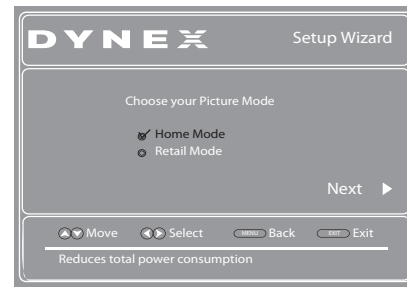 DYNEX
Setup Wizard
Choose your Picture Mode
Home Mode
Retail Mode
Next
Move Select MENU Back EXIT Exit
Reduces total power consumption